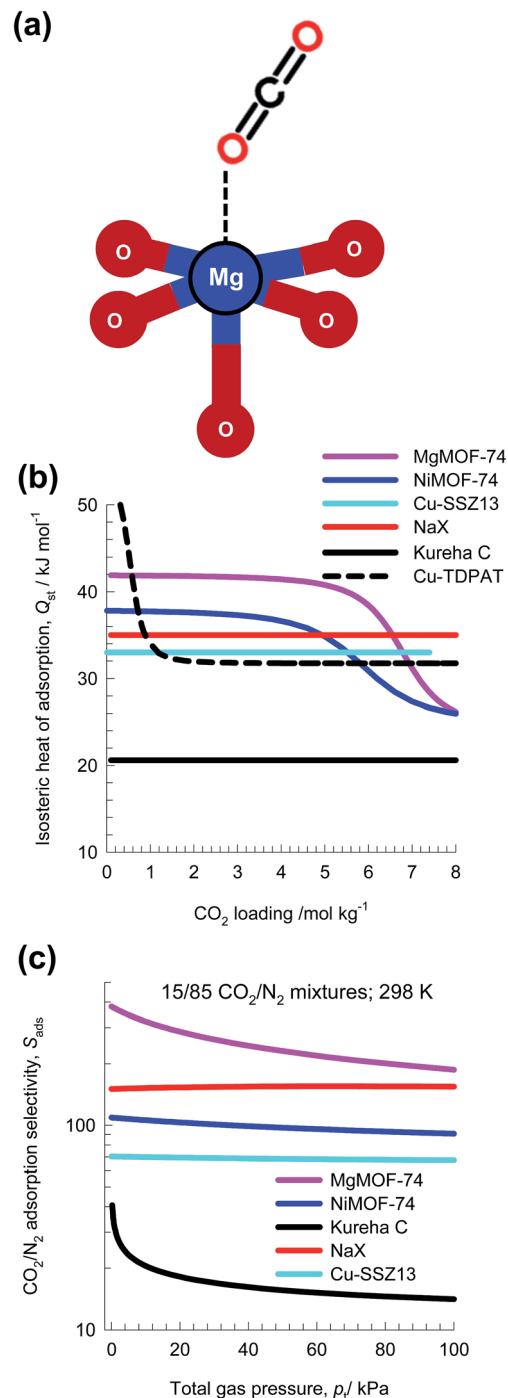 (a)
O
C
O
O
O
Mg
O
O
O
(b)
MgMOF-74
NiMOF-74
Cu-SSZ13
NaX
Kureha C
Cu-TDPAT
50
40
30
20
10
Isosteric heat of adsorption, Qst / kJ mol-1
0 1 2 3 4 5 6 7 8
CO2 loading /mol kg-1
(c)
15/85 CO2/N2 mixtures; 298 K
100
10
CO2/N2 adsorption selectivity, Sads
MgMOF-74
NiMOF-74
Kureha C
NaX
Cu-SSZ13
0 20 40 60 80 100
Total gas pressure, pt/ kPa